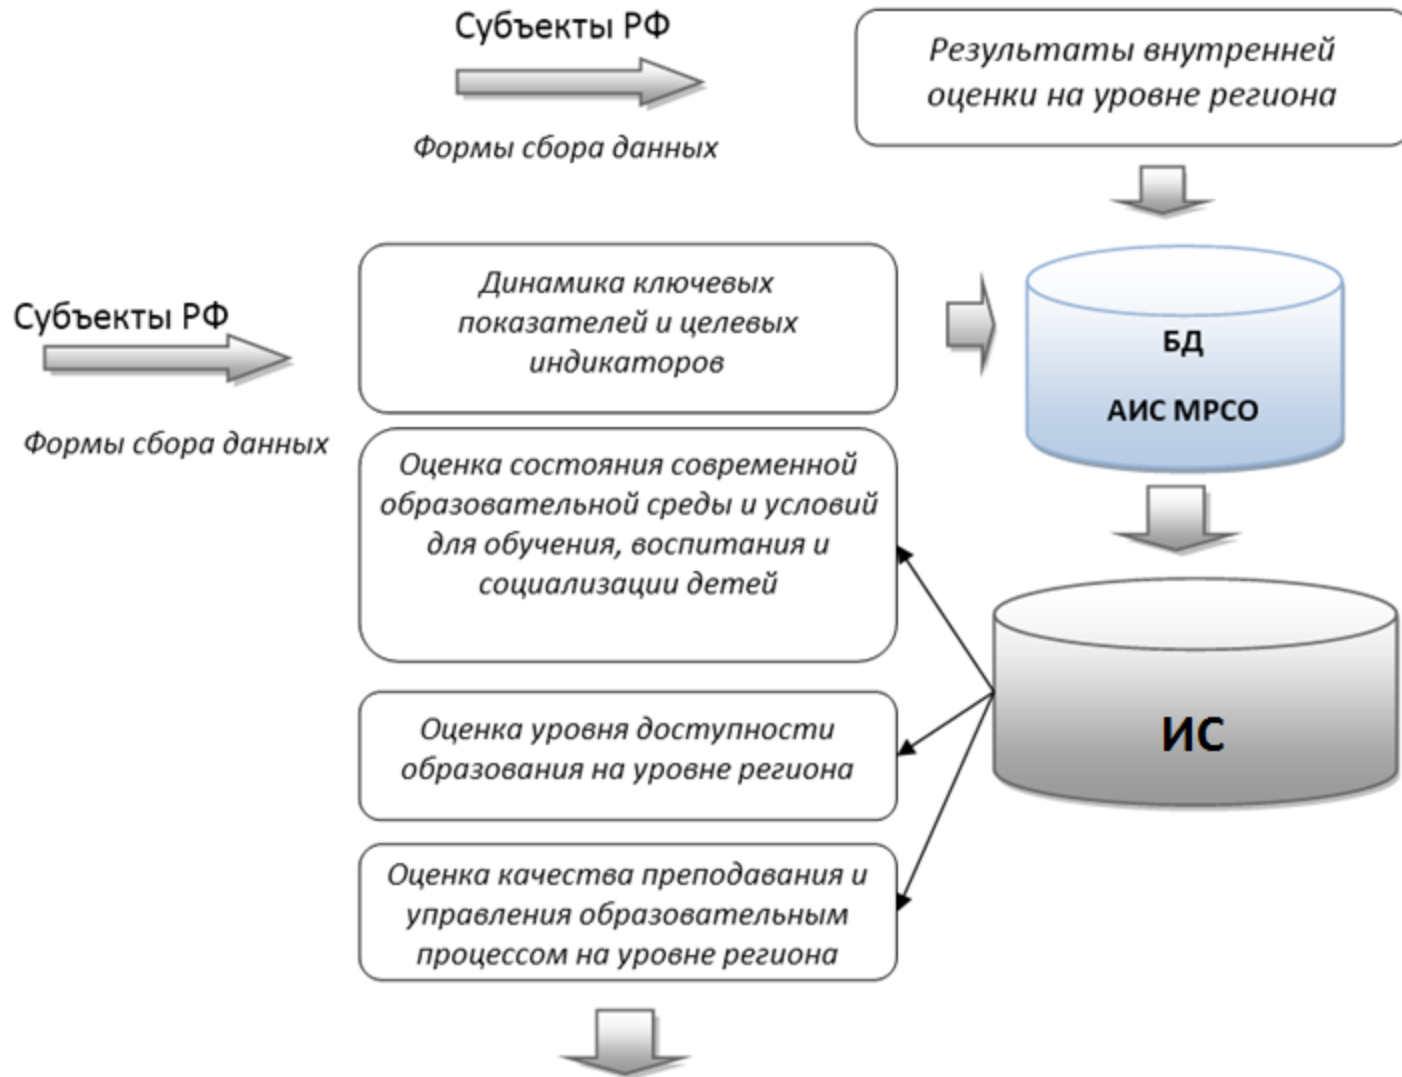 Субъекты РФ
Формы сбора данных
Результаты внутренней
оценки на уровне региона
Субъекты РФ
Формы сбора данных
Динамика ключевых
показателей и целевых
индикаторов
БД
АИС МРСО
Оценка состояния современной
образовательной среды и условий
для обучения, воспитания и
социализации детей
ИС
Оценка уровня доступности
образования на уровне региона
Оценка качества преподавания и
управления образовательным
процессом на уровне региона